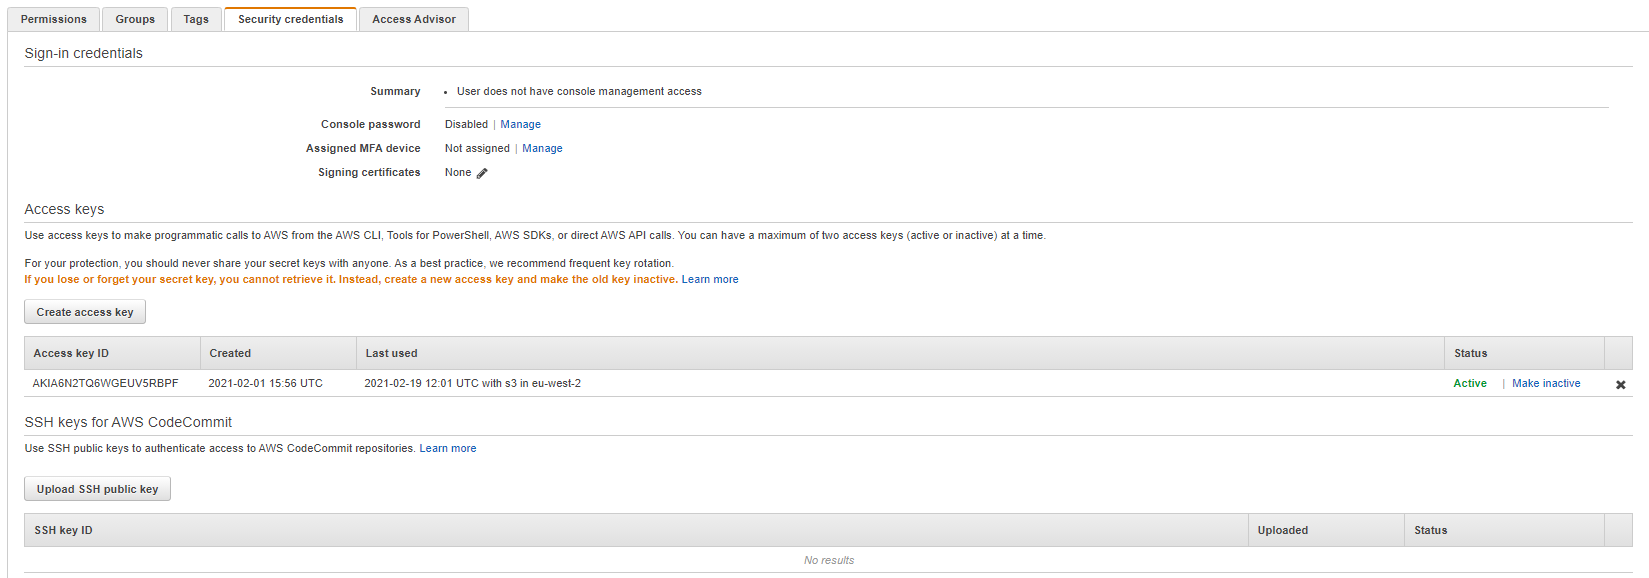 Permissions Groups Tags Security credentials Access Advisor
Sign-in credentials
Summary • User does not have console management access
Console password Disabled | Manage
Assigned MFA device Not assigned | Manage
Signing certificates None
Access keys
Use access keys to make programmatic calls to AWS from the AWS CLI, Tools for PowerShell, AWS SDKs, or direct AWS API calls. You can have a maximum of two access keys (active or inactive) at a time.
For your protection, you should never share your secret keys with anyone. As a best practice, we recommend frequent key rotation.
If you lose or forget your secret key, you cannot retrieve it. Instead, create a new access key and make the old key inactive. Learn more
Create access key
Access key ID Created Last used Status
AKIA6N2TQ6WGEUV5RBPF 2021-02-01 15:56 UTC 2021-02-19 12:01 UTC with s3 in eu-west-2 Active | Make inactive
SSH keys for AWS CodeCommit
Use SSH public keys to authenticate access to AWS CodeCommit repositories. Learn more
Upload SSH public key
SSH key ID Uploaded Status
No results